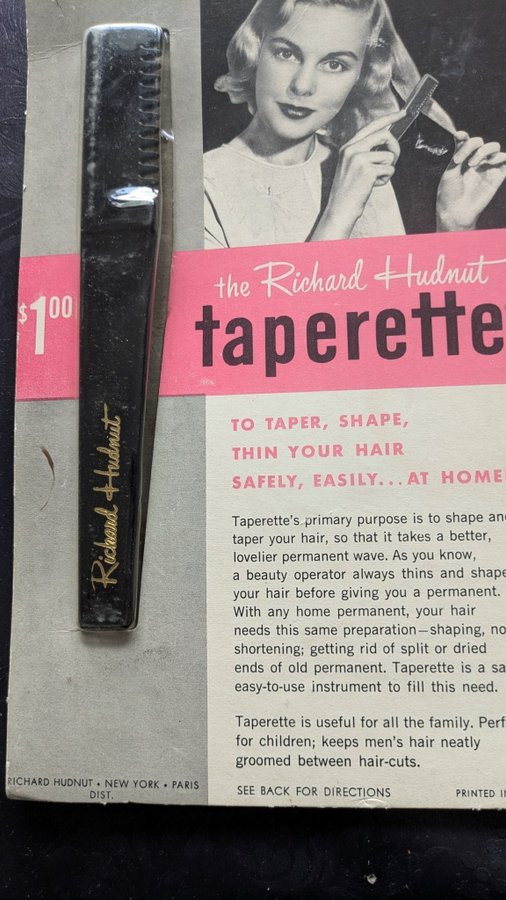 $1.00
Richard Hudnut
the Richard Hudnut
taperette
TO TAPER, SHAPE,
THIN YOUR HAIR
SAFELY, EASILY...AT HOME
Taperette's primary purpose is to shape an
taper your hair, so that it takes a better,
lovelier permanent wave. As you know,
a beauty operator always thins and shape
your hair before giving you a permanent.
With any home permanent, your hair
needs this same preparation—shaping, no
shortening; getting rid of split or dried
ends of old permanent. Taperette is a sa
easy-to-use instrument to fill this need.
Taperette is useful for all the family. Perf
for children; keeps men's hair neatly
groomed between hair-cuts.
RICHARD HUDNUT • NEW YORK • PARIS
DIST.
SEE BACK FOR DIRECTIONS
PRINTED I